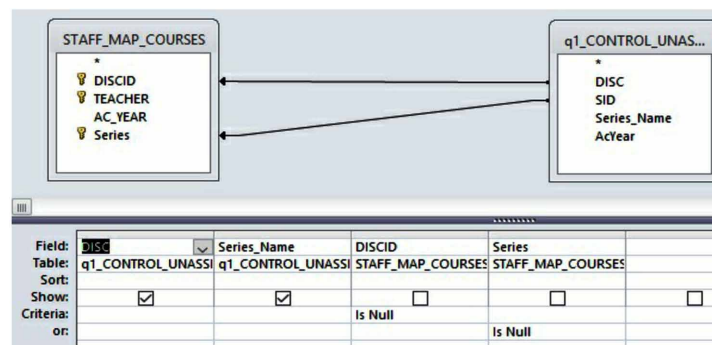 STAFF_MAP_COURSES
*
DISCID
TEACHER
AC_YEAR
Series
q1_CONTROL_UNAS...
*
DISC
SID
Series_Name
AcYear
Field: DISC Series_Name DISCID Series
Table: q1_CONTROL_UNASSI q1_CONTROL_UNASSI STAFF_MAP_COURSES STAFF_MAP_COURSES
Sort:
Show:
Criteria: Is Null
or: Is Null